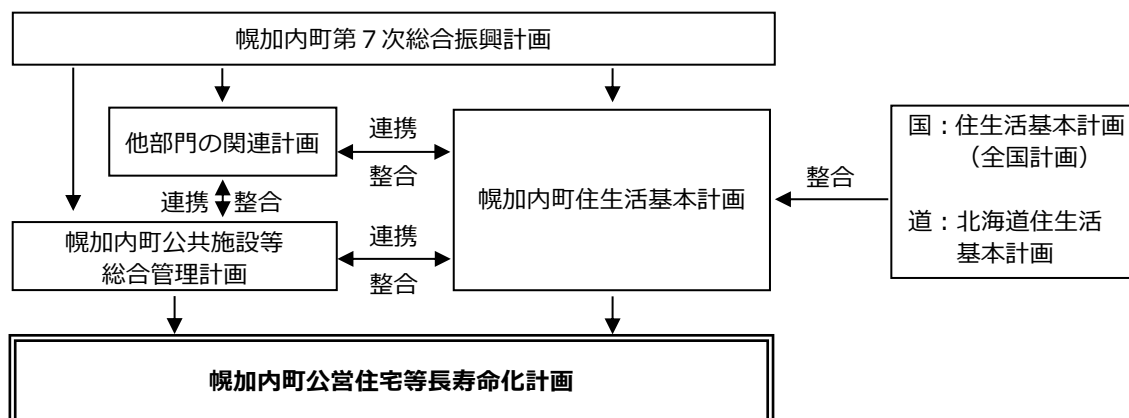 幌加内町第７次総合振興計画
他部門の関連計画
連携
整合
幌加内町住生活基本計画
整合
国：住生活基本計画
（全国計画）
道：北海道住生活
基本計画
連携 整合
幌加内町公共施設等
総合管理計画
連携
整合
幌加内町公営住宅等長寿命化計画